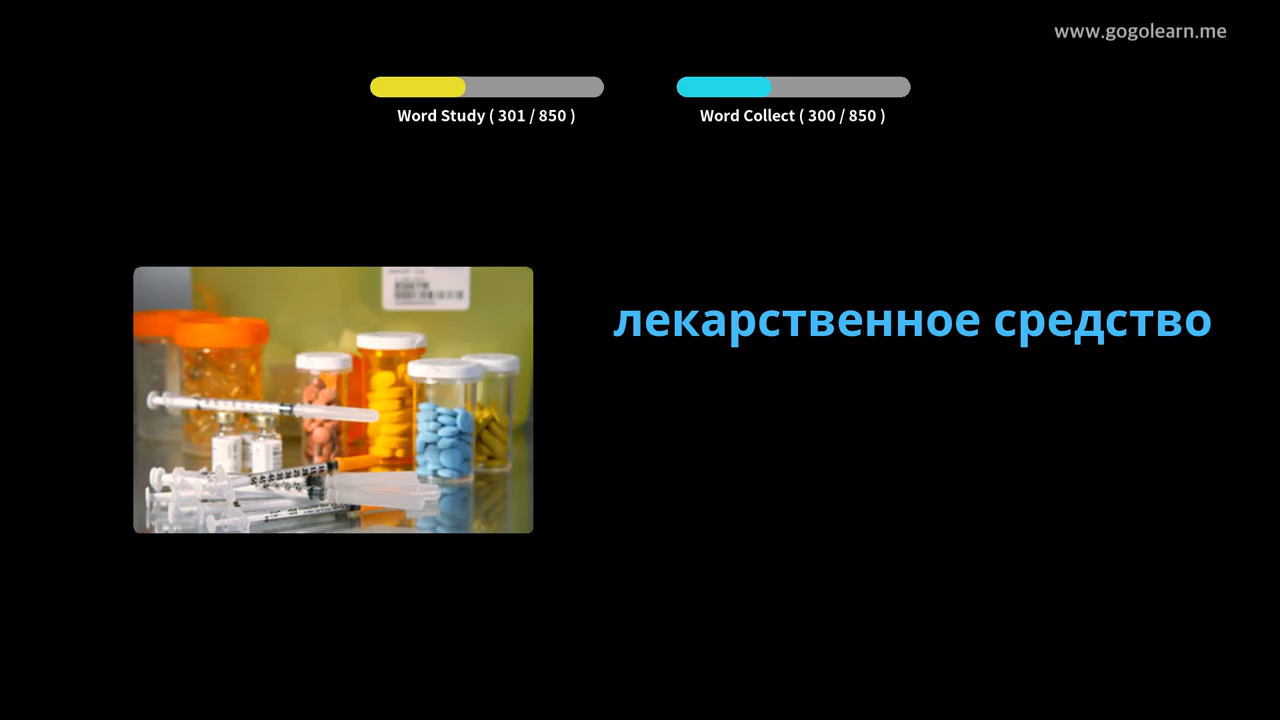 www.gogolearn.me
Word Study ( 301 / 850 )
Word Collect ( 300 / 850 )
лекарственное средство